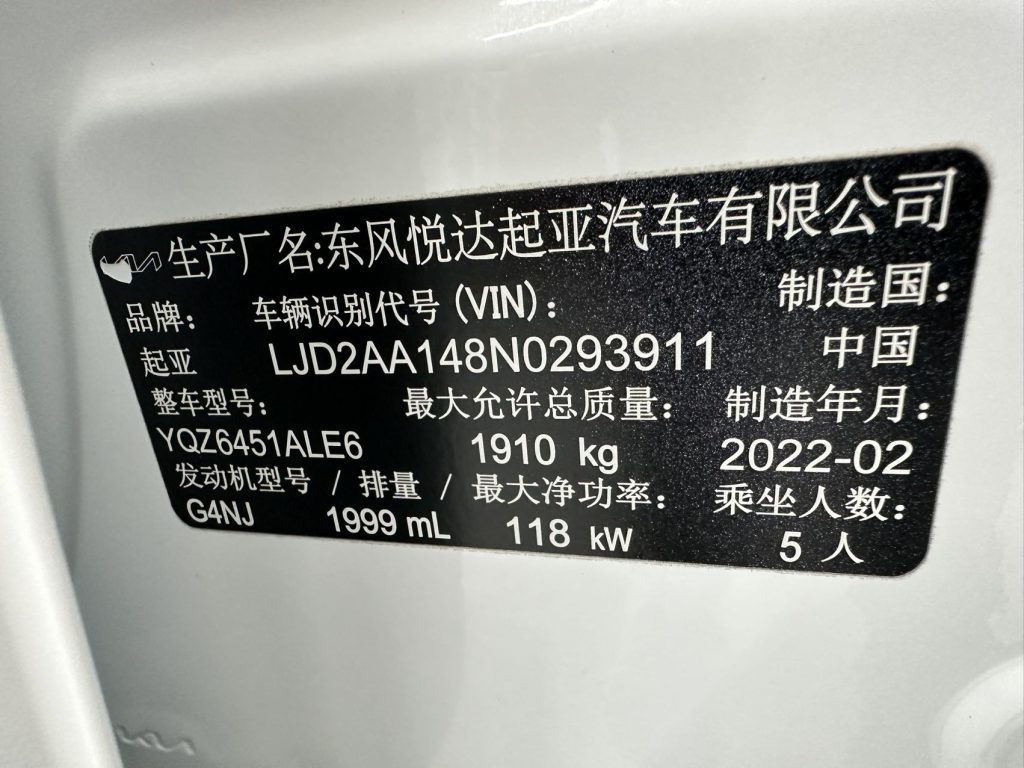 生产厂名:东风悦达起亚汽车有限公司
品牌: 车辆识别代号 (VIN): 制造国:
起亚 LJD2AA148N0293911 中国
整车型号: 最大允许总质量: 制造年月:
YQZ6451ALE6 1910 kg 2022-02
发动机型号 / 排量 / 最大净功率: 乘坐人数:
G4NJ 1999 mL 118 kW 5 人